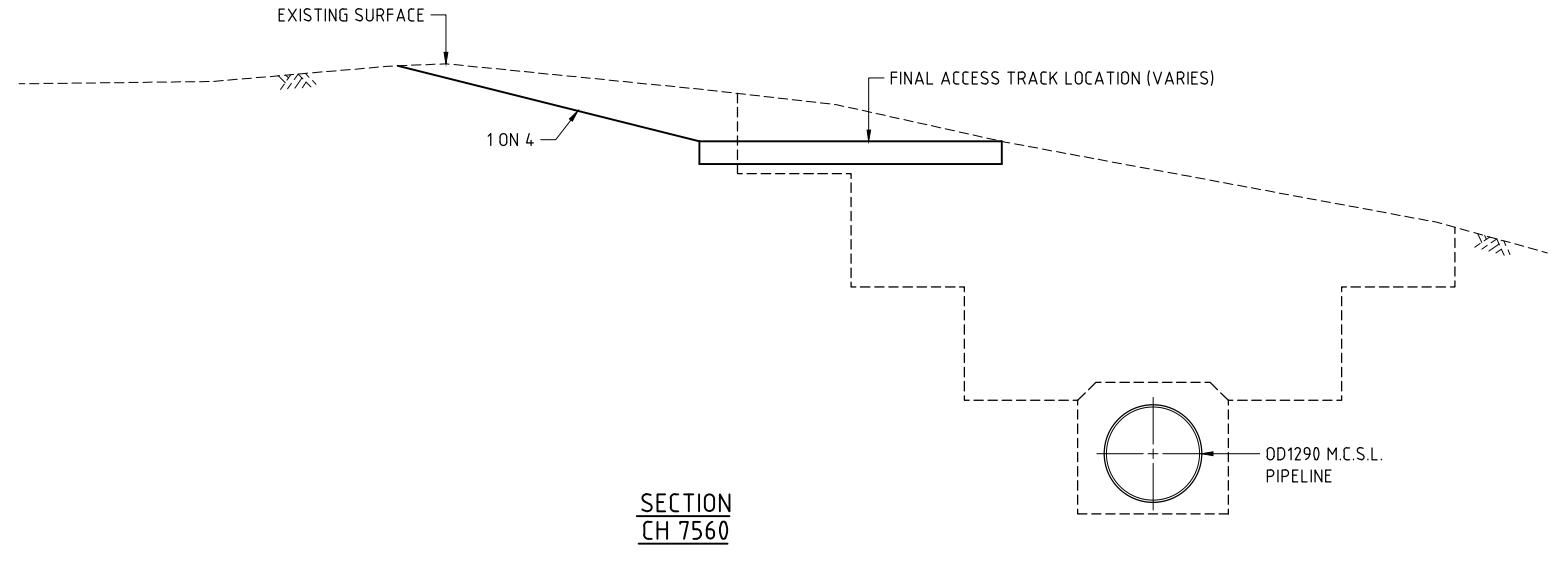 EXISTING SURFACE
FINAL ACCESS TRACK LOCATION (VARIES)
1 ON 4
OD1290 M.C.S.L.
PIPELINE
SECTION
CH 7560